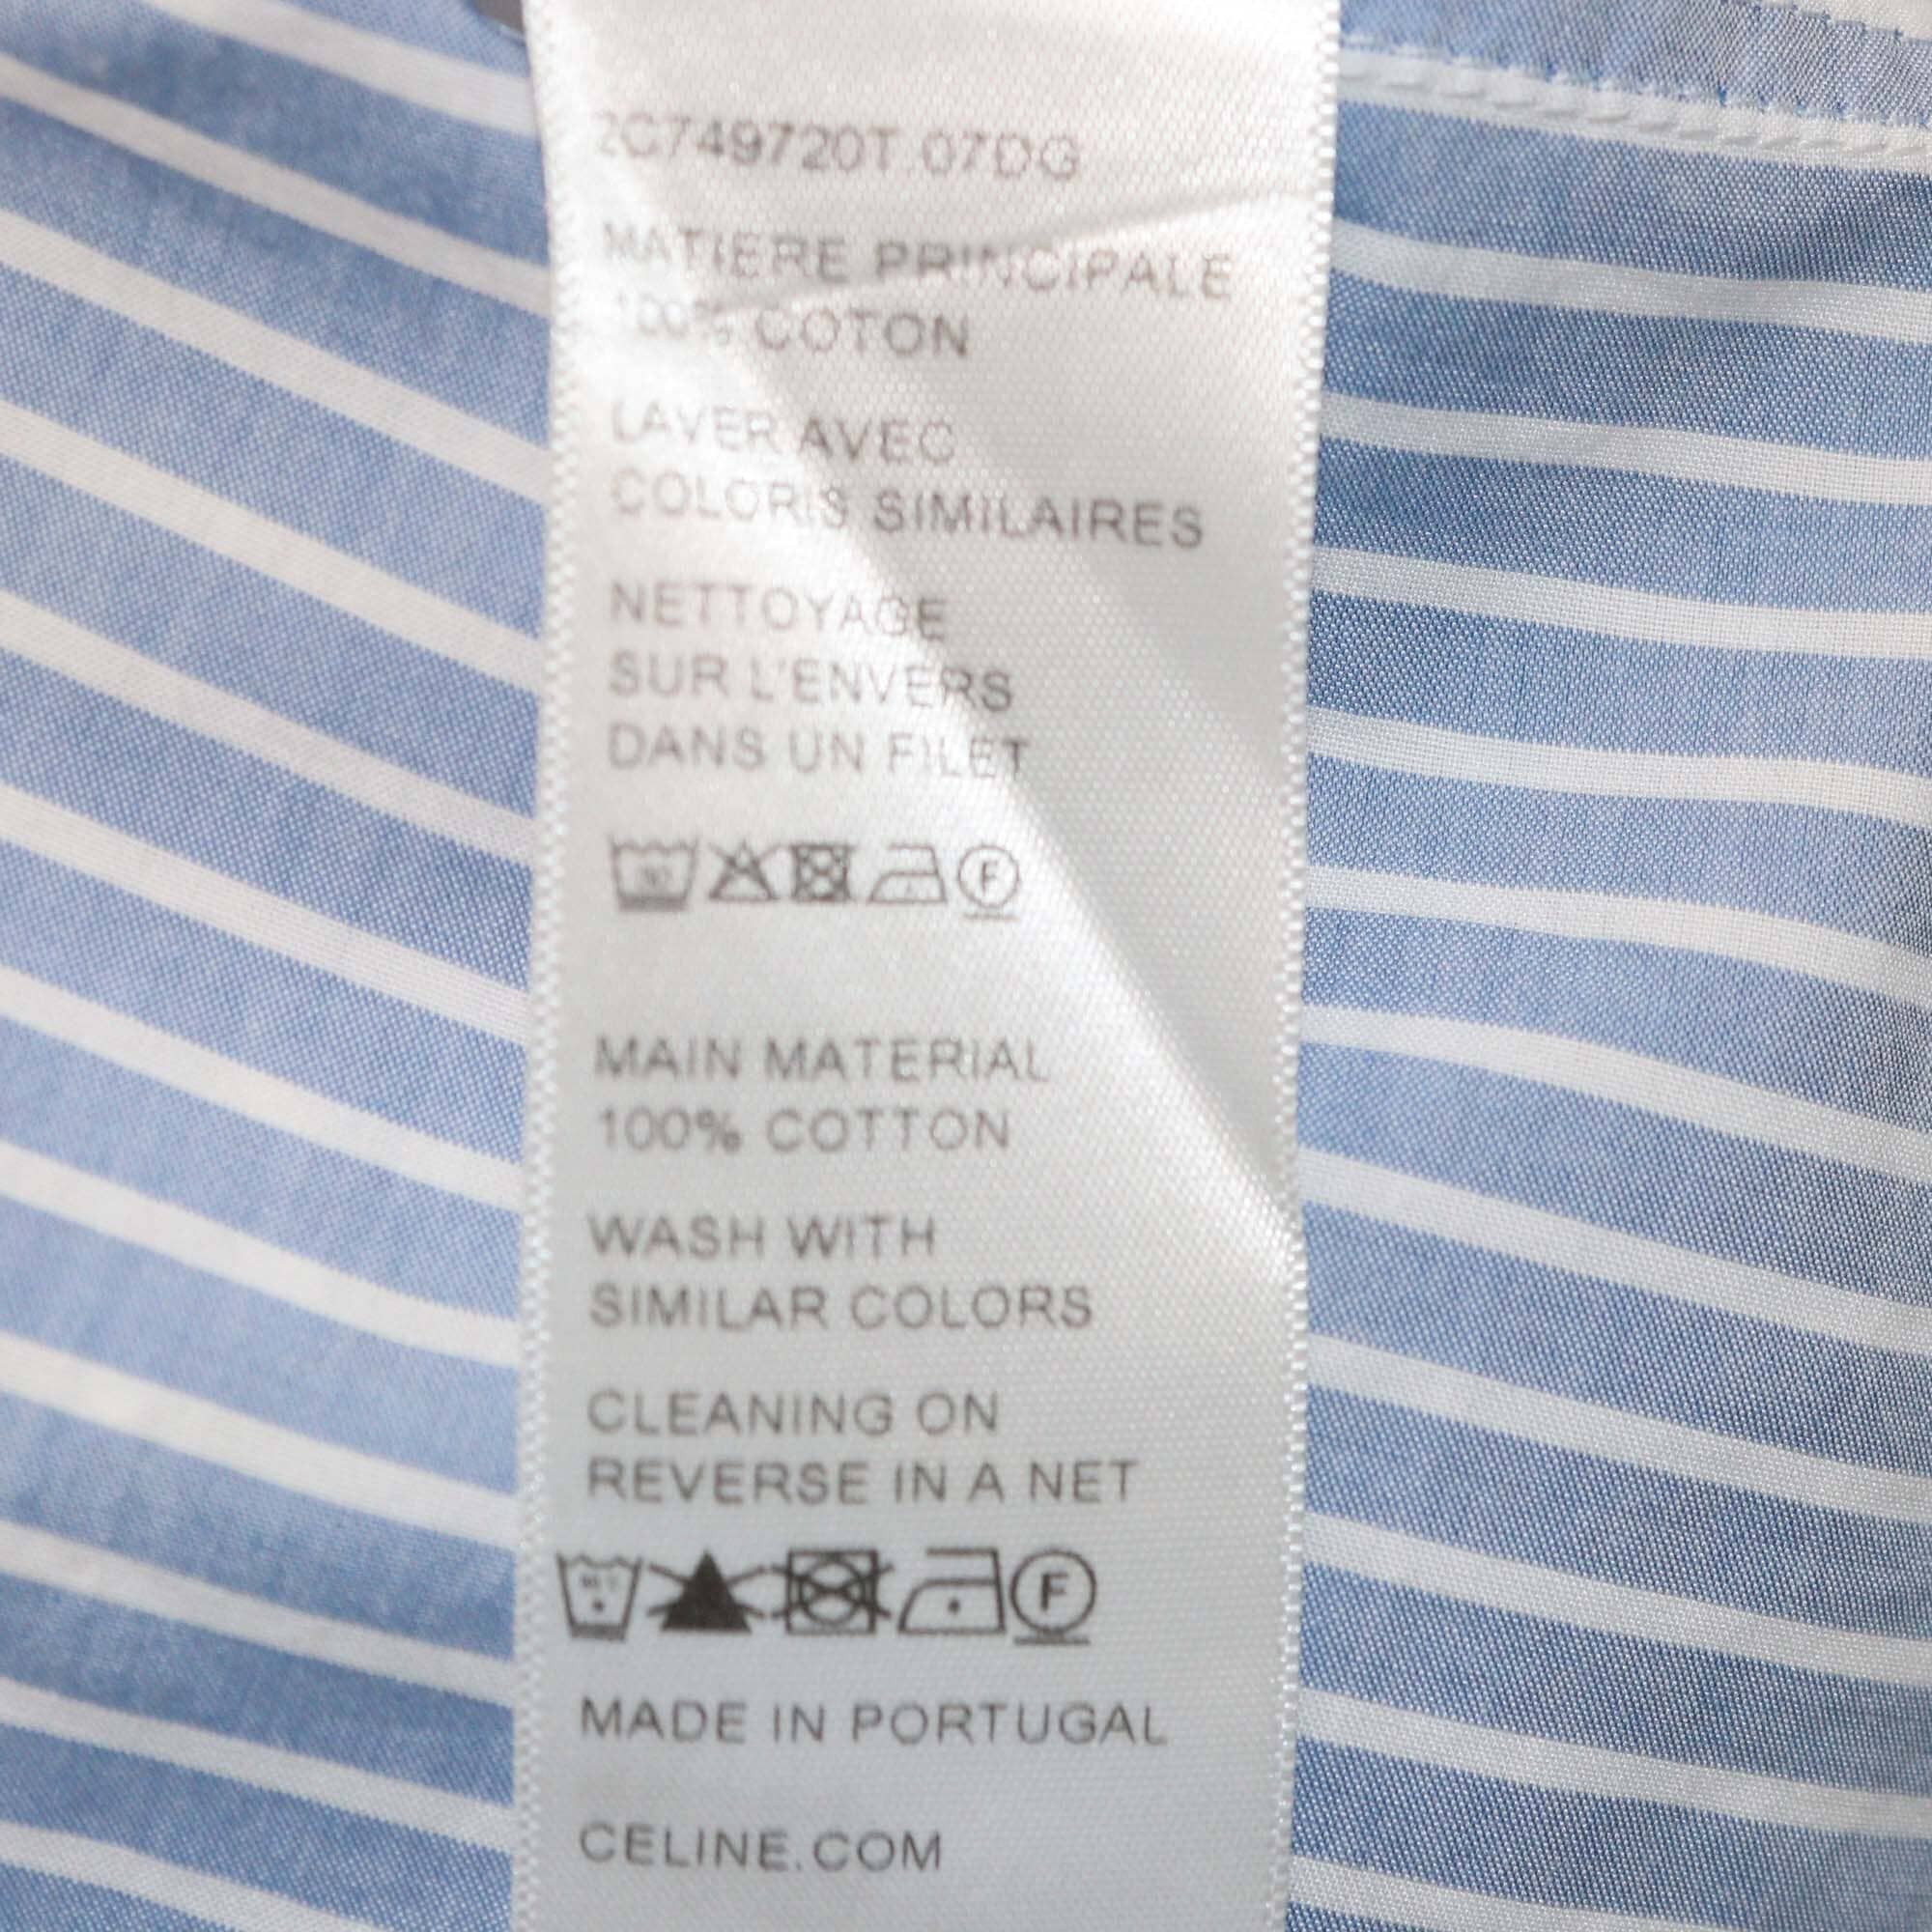 2C749720T.07DG
MATIERE PRINCIPALE
100% COTON
LAVER AVEC
COLORIS SIMILAIRES
NETTOYAGE
SUR L'ENVERS
DANS UN FILET
F
MAIN MATERIAL
100% COTTON
WASH WITH
SIMILAR COLORS
CLEANING ON
REVERSE IN A NET
F
MADE IN PORTUGAL
CELINE.COM